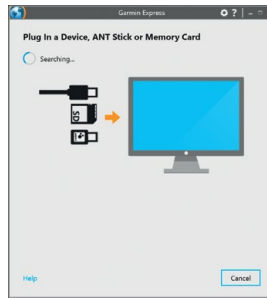 Garmin Express
Plug In a Device, ANT Stick or Memory Card
Searching...
SD
Help
Cancel